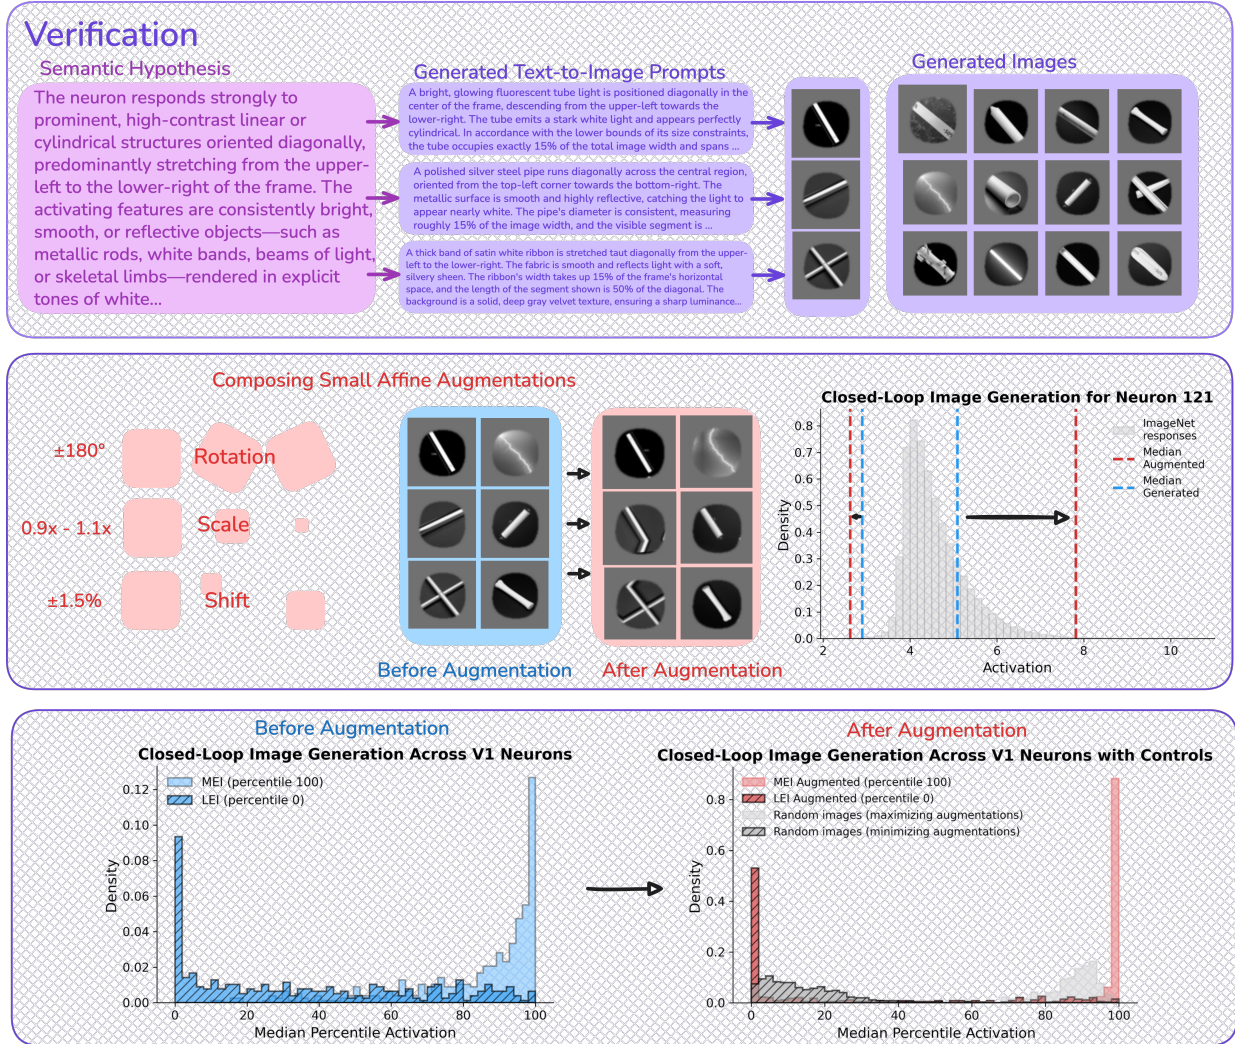 Verification
Semantic Hypothesis
The neuron responds strongly to
prominent, high-contrast linear or
cylindrical structures oriented diagonally,
predominantly stretching from the upper-
left to the lower-right of the frame. The
activating features are consistently bright,
smooth, or reflective objects—such as
metallic rods, white bands, beams of light,
or skeletal limbs—rendered in explicit
tones of white...
Generated Text-to-Image Prompts
A bright, glowing fluorescent tube light is positioned diagonally in the
center of the frame, descending from the upper-left towards the
lower-right. The tube emits a stark white light and appears perfectly
cylindrical. In accordance with the lower bounds of its size constraints,
the tube occupies exactly 15% of the total image width and spans ...
A polished silver steel pipe runs diagonally across the central region,
oriented from the top-left corner towards the bottom-right. The
metallic surface is smooth and highly reflective, catching the light to
appear nearly white. The pipe's diameter is consistent, measuring
roughly 15% of the image width, and the visible segment is ...
A thick band of satin white ribbon is stretched taut diagonally from the upper-
left to the lower-right. The fabric is smooth and reflects light with a soft,
silvery sheen. The ribbon's width takes up 15% of the frame's horizontal
space, and the length of the segment shown is 50% of the diagonal. The
background is a solid, deep gray velvet texture, ensuring a sharp luminance...
Generated Images
Composing Small Affine Augmentations
±180°
Rotation
0.9x - 1.1x
Scale
±1.5%
Shift
Before Augmentation
After Augmentation
Closed-Loop Image Generation for Neuron 121
ImageNet
responses
Median
Augmented
Median
Generated
Density
0.8
0.7
0.6
0.5
0.4
0.3
0.2
0.1
0.0
2
4
6
8
10
Activation
Before Augmentation
Closed-Loop Image Generation Across V1 Neurons
MEI (percentile 100)
LEI (percentile 0)
Density
0.12
0.10
0.08
0.06
0.04
0.02
0.00
0
20
40
60
80
100
Median Percentile Activation
After Augmentation
Closed-Loop Image Generation Across V1 Neurons with Controls
MEI Augmented (percentile 100)
LEI Augmented (percentile 0)
Random images (maximizing augmentations)
Random images (minimizing augmentations)
Density
0.8
0.6
0.4
0.2
0.0
0
20
40
60
80
100
Median Percentile Activation